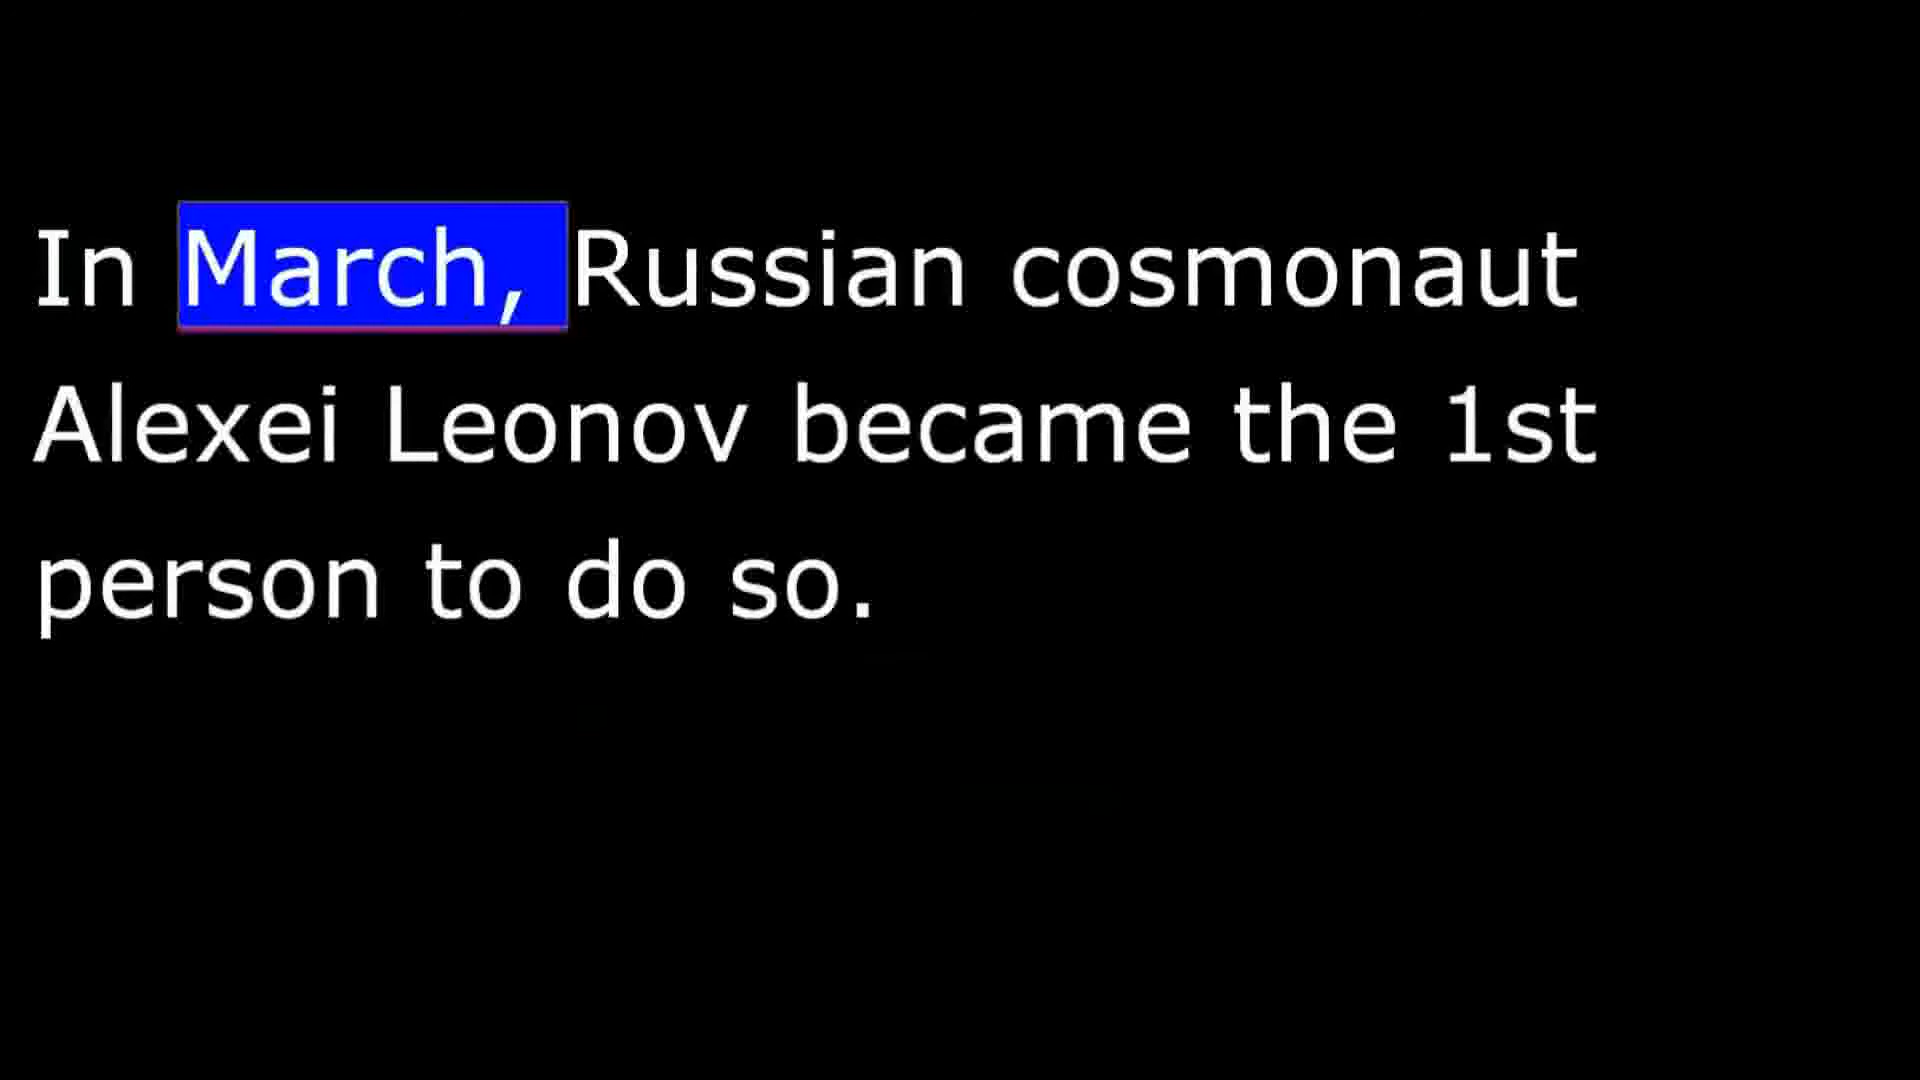 In March, Russian cosmonaut
Alexei Leonov became the 1st
person to do so.